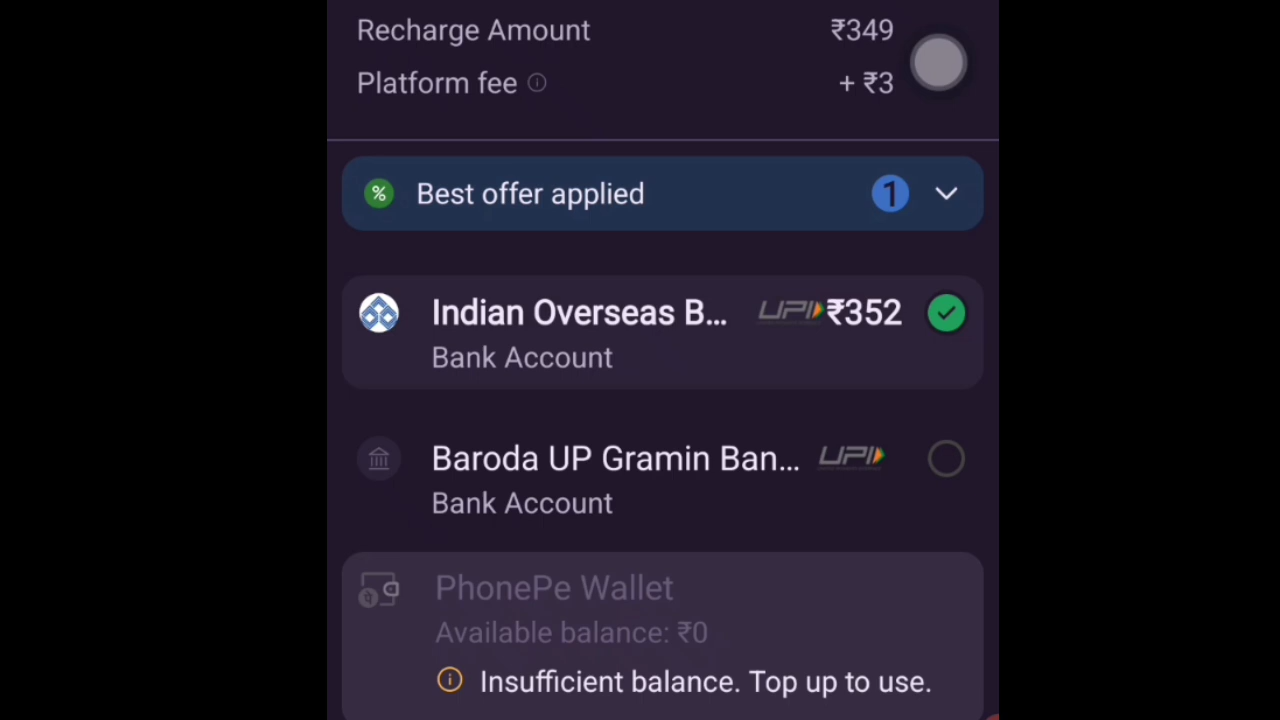 Recharge Amount ₹349
Platform fee + ₹3
% Best offer applied 1
Indian Overseas B... UPI ₹352
Bank Account
Baroda UP Gramin Ban... UPI
Bank Account
PhonePe Wallet
Available balance: ₹0
Insufficient balance. Top up to use.